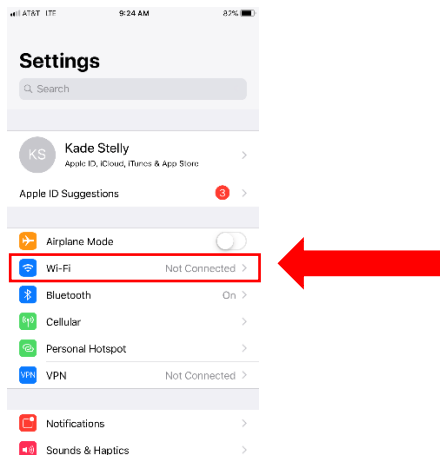 AT&T LTE 9:24 AM 82%
Settings
Search
KS Kade Stelly
Apple ID, iCloud, iTunes & App Store
Apple ID Suggestions 3
Airplane Mode
Wi-Fi Not Connected
Bluetooth On
Cellular
Personal Hotspot
VPN VPN Not Connected
Notifications
Sounds & Haptics